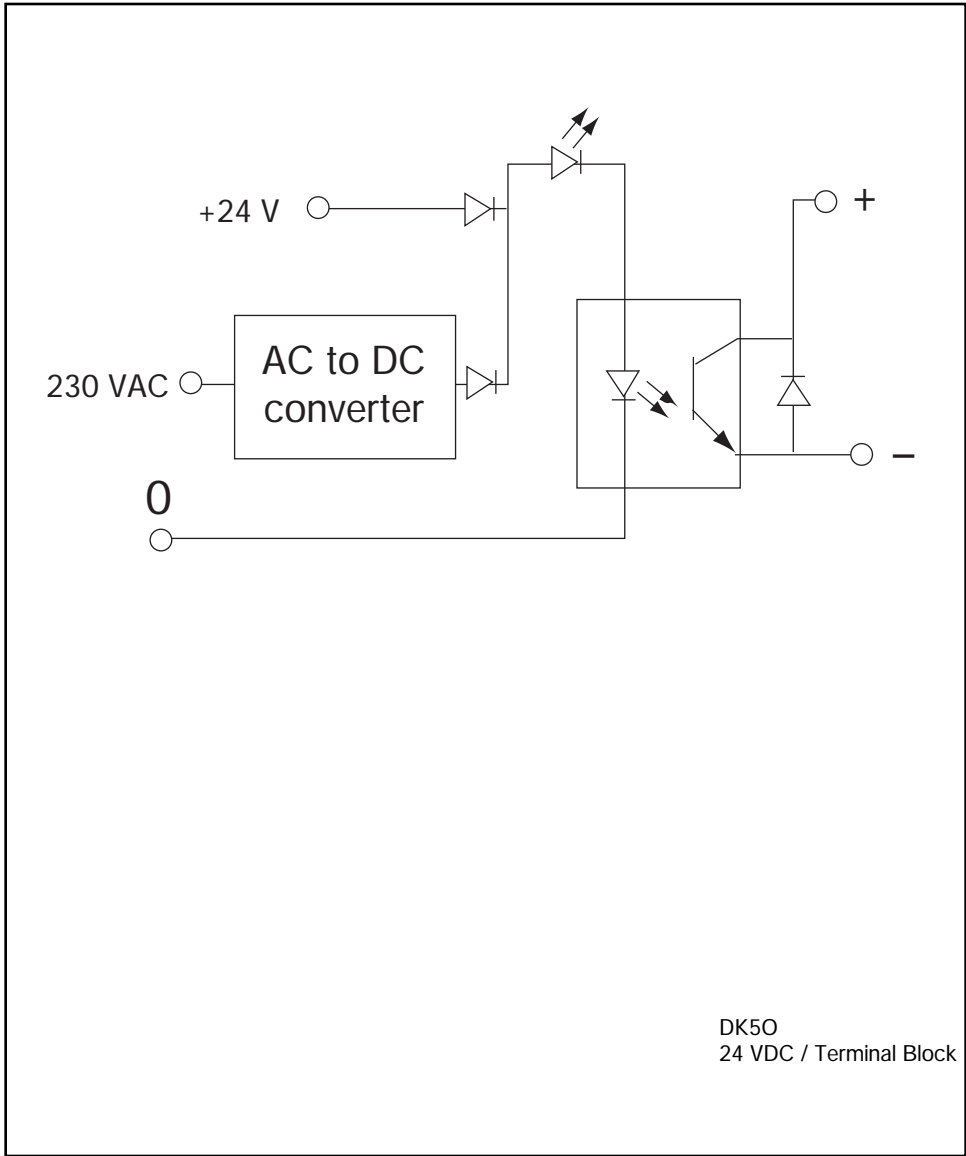 +24 V
+
AC to DC
converter
230 VAC
–
0
DK5O
24 VDC / Terminal Block